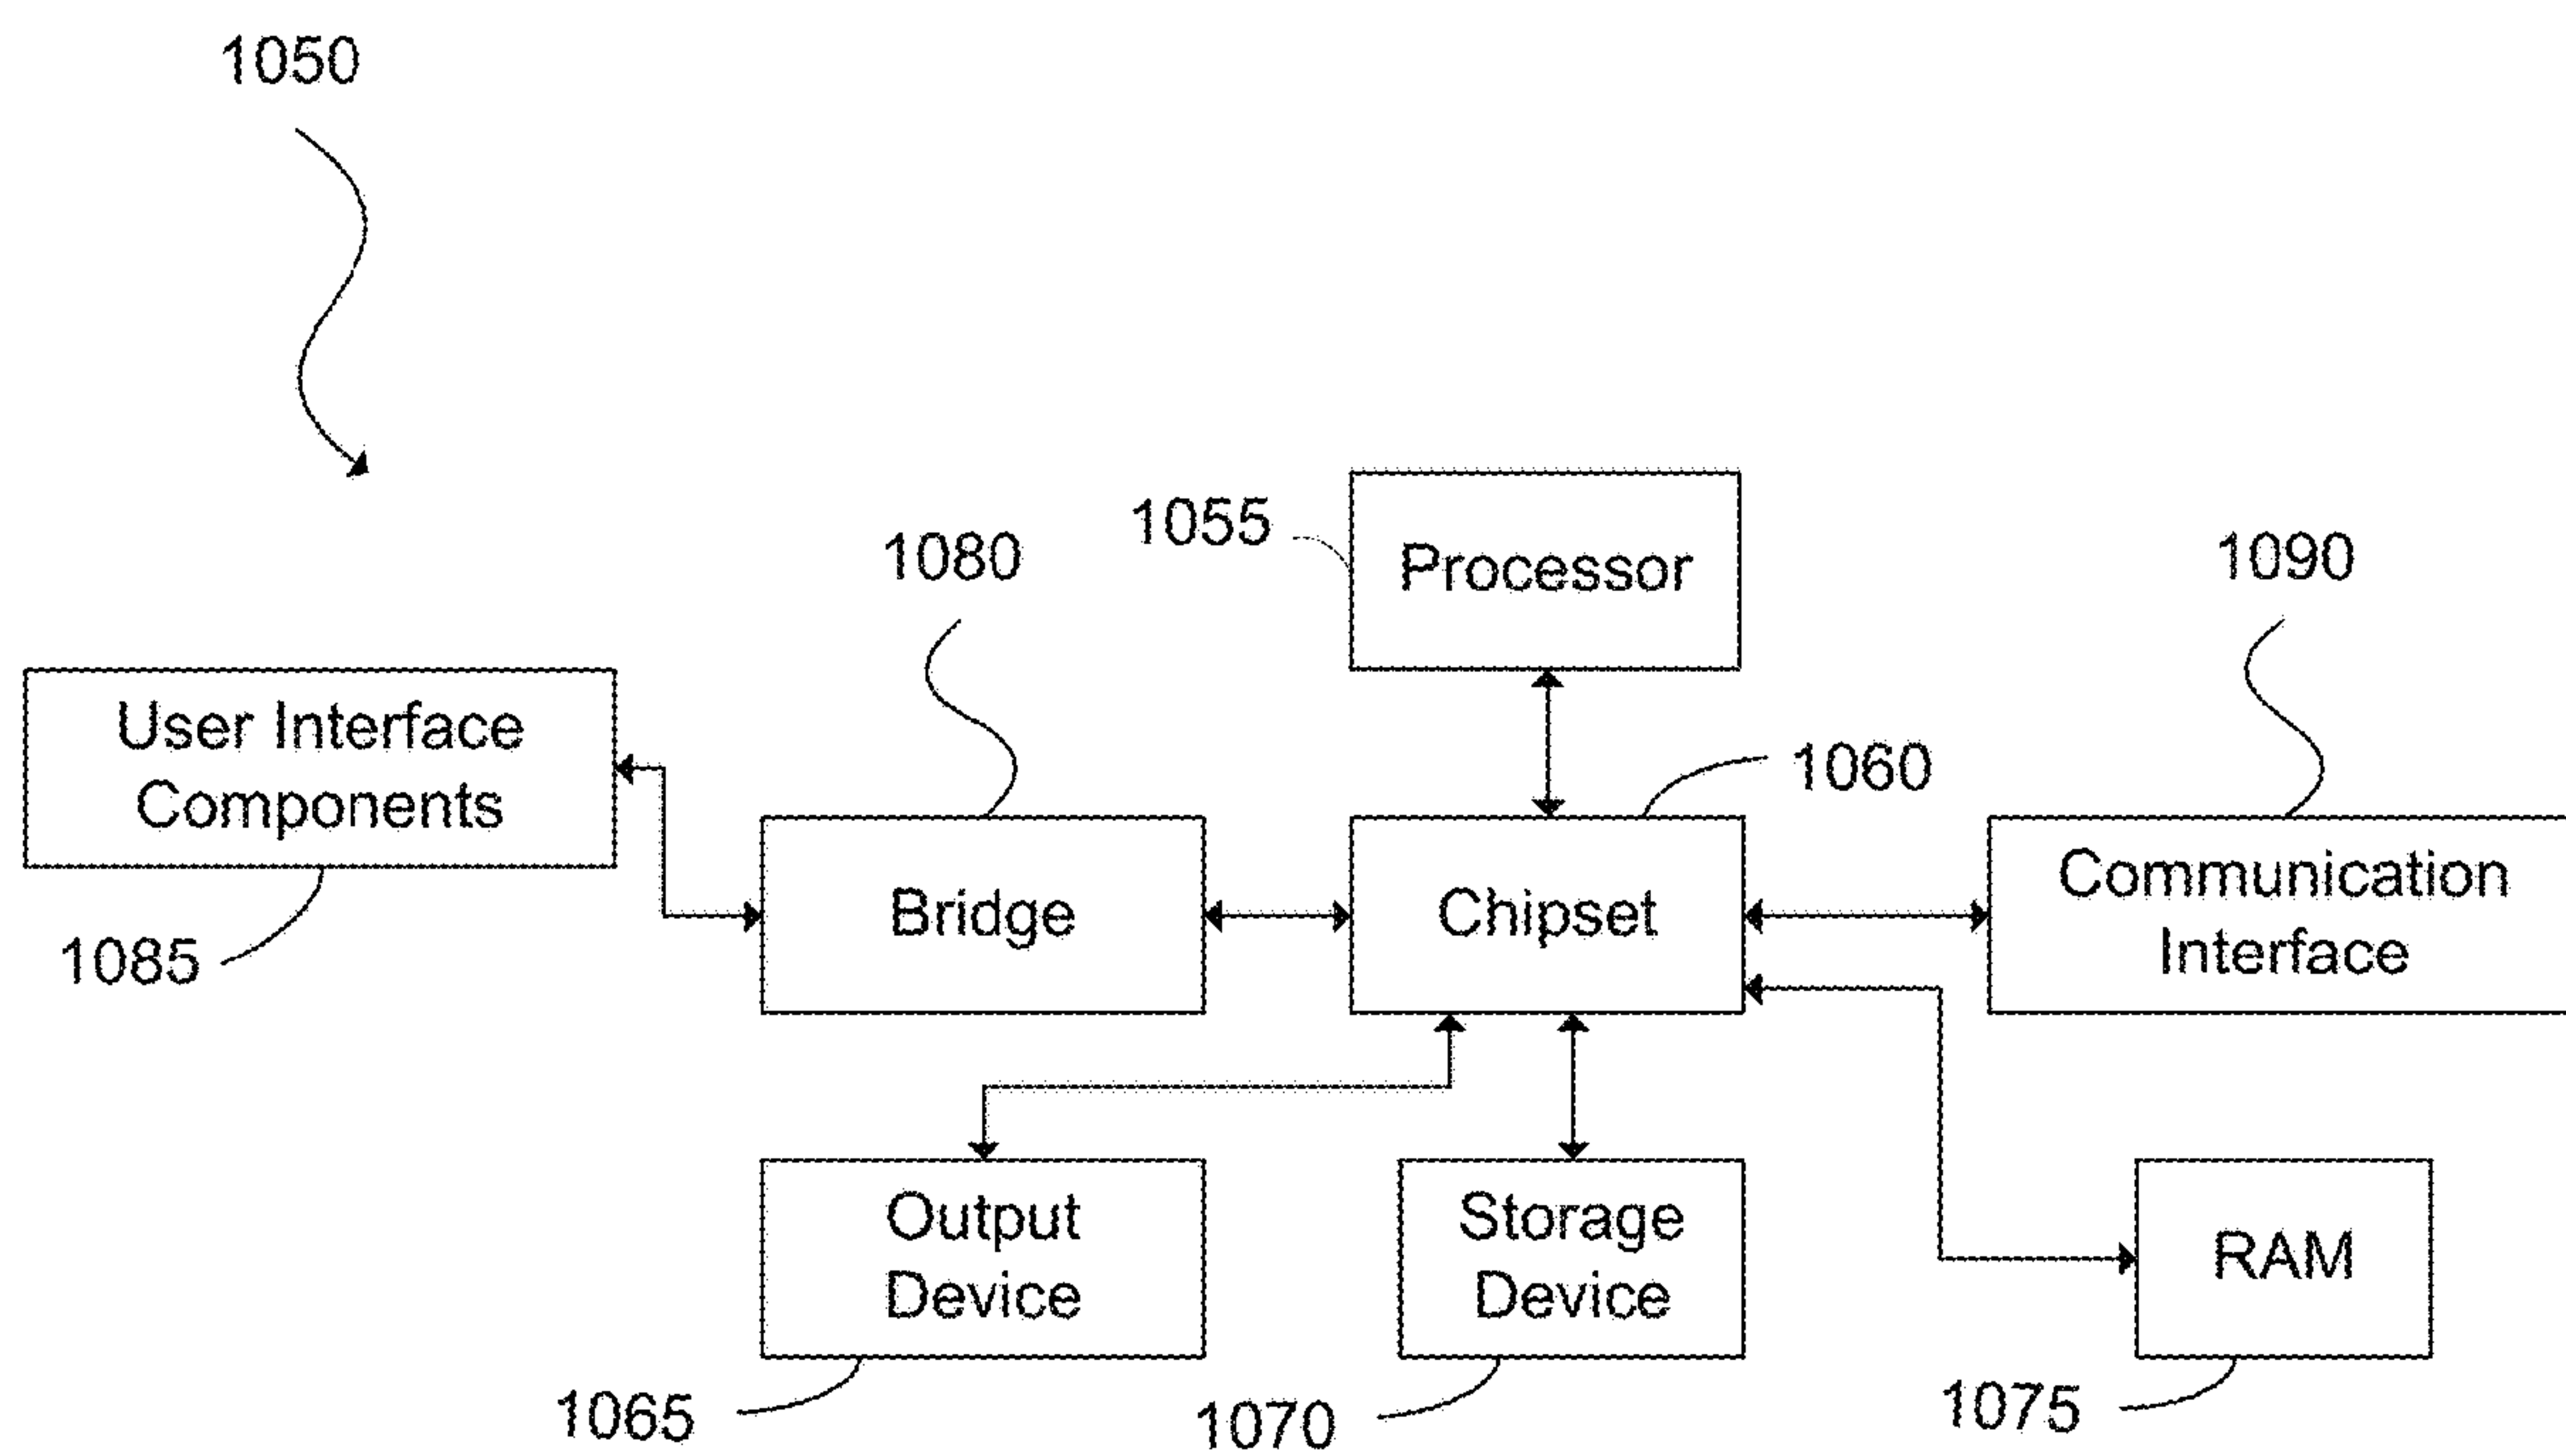 1050
1055
Processor
1080
1090
User Interface
Components
1060
1085
Bridge
Chipset
Communication
Interface
Output
Device
Storage
Device
RAM
1065
1070
1075